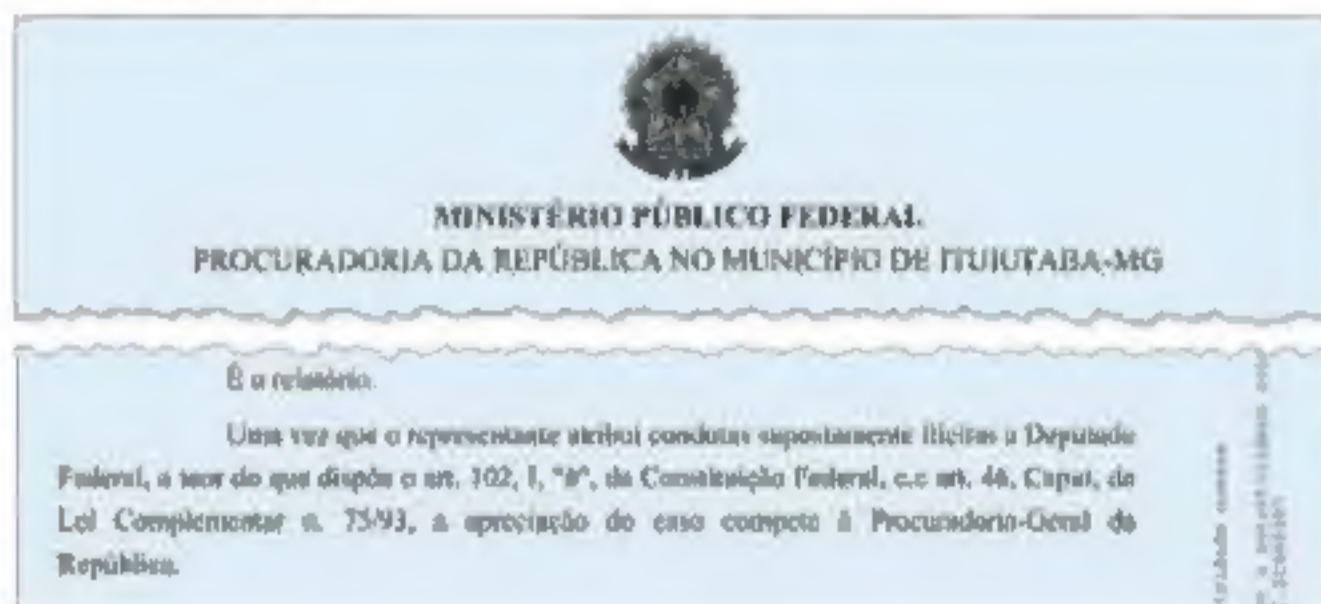 MINISTÉRIO PÚBLICO FEDERAL
PROCURADORIA DA REPÚBLICA NO MUNICÍPIO DE ITUIUTABA-MG
É o relatório.
Uma vez que o representante atribui condutas supostamente ilícitas a Deputado
Federal, a teor do que dispõe o art. 102, I, "b", da Constituição Federal, c.c art. 46, Caput, da
Lei Complementar n. 75/93, a apreciação do caso compete à Procuradoria-Geral da
República.